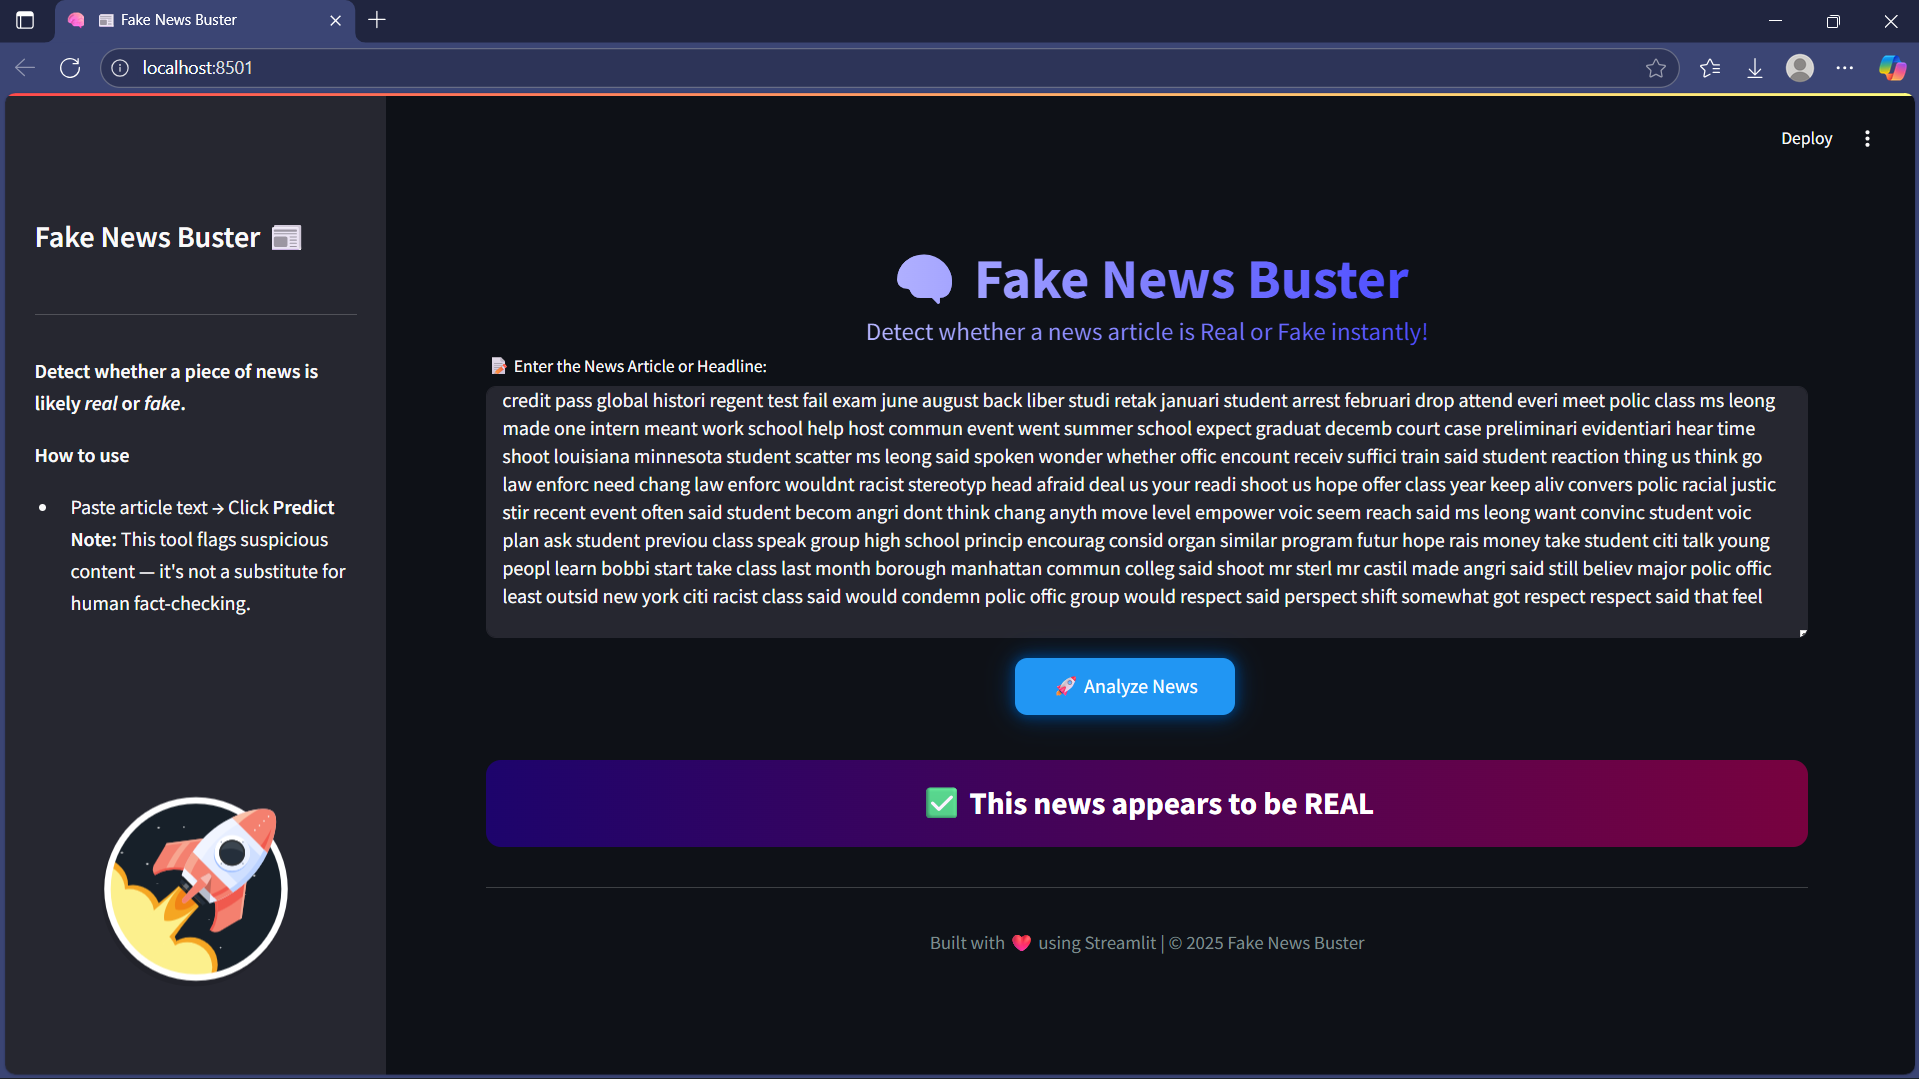 Fake News Buster
localhost:8501
Deploy
Fake News Buster
Detect whether a piece of news is
likely real or fake.
How to use
Paste article text → Click Predict
Note: This tool flags suspicious
content — it's not a substitute for
human fact-checking.
Fake News Buster
Detect whether a news article is Real or Fake instantly!
Enter the News Article or Headline:
credit pass global histori regent test fail exam june august back liber studi retak januari student arrest februari drop attend everi meet polic class ms leong
made one intern meant work school help host commun event went summer school expect graduat decemb court case preliminari evidentiari hear time
shoot louisiana minnesota student scatter ms leong said spoken wonder whether offic encount receiv suffici train said student reaction thing us think go
law enforc need chang law enforc wouldnt racist stereotyp head afraid deal us your readi shoot us hope offer class year keep aliv convers polic racial justic
stir recent event often said student becom angri dont think chang anyth move level empower voic seem reach said ms leong want convinc student voic
plan ask student previou class speak group high school princip encourag consid organ similar program futur hope rais money take student citi talk young
peopl learn bobbi start take class last month borough manhattan commun colleg said shoot mr sterl mr castil made angri said still believ major polic offic
least outsid new york citi racist class said would condemn polic offic group would respect said perspect shift somewhat got respect respect said that feel
Analyze News
This news appears to be REAL
Built with ❤️ using Streamlit | © 2025 Fake News Buster